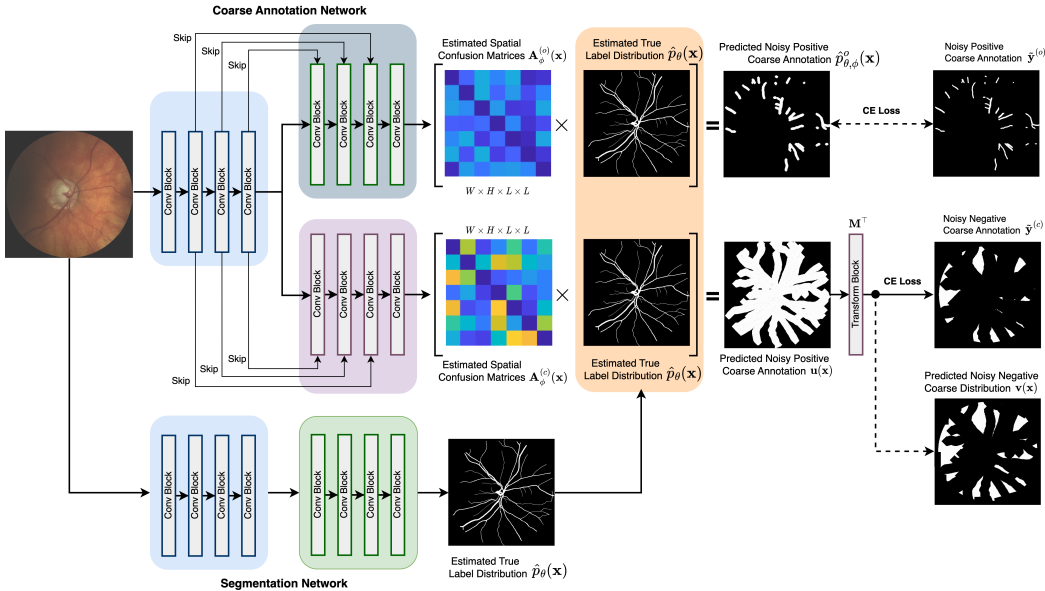 Coarse Annotation Network
Skip
Skip
Skip
Conv Block
Conv Block
Conv Block
Conv Block
Conv Block
Conv Block
Conv Block
Conv Block
Estimated Spatial
Confusion Matrices A_ϕ^(o)(x)
W × H × L × L
×
Estimated True
Label Distribution p̂_θ(x)
=
Predicted Noisy Positive
Coarse Annotation p̂^o_θ,ϕ(x)
CE Loss
Noisy Positive
Coarse Annotation ỹ^(o)
Conv Block
Conv Block
Conv Block
Conv Block
Skip
Skip
Skip
W × H × L × L
Estimated Spatial
Confusion Matrices A_ϕ^(c)(x)
×
Estimated True
Label Distribution p̂_θ(x)
=
Predicted Noisy Positive
Coarse Annotation u(x)
M^⊤
Transform Block
CE Loss
Noisy Negative
Coarse Annotation ỹ^(c)
Predicted Noisy Negative
Coarse Distribution v(x)
Conv Block
Conv Block
Conv Block
Conv Block
Conv Block
Conv Block
Conv Block
Conv Block
Estimated True
Label Distribution p̂_θ(x)
Segmentation Network